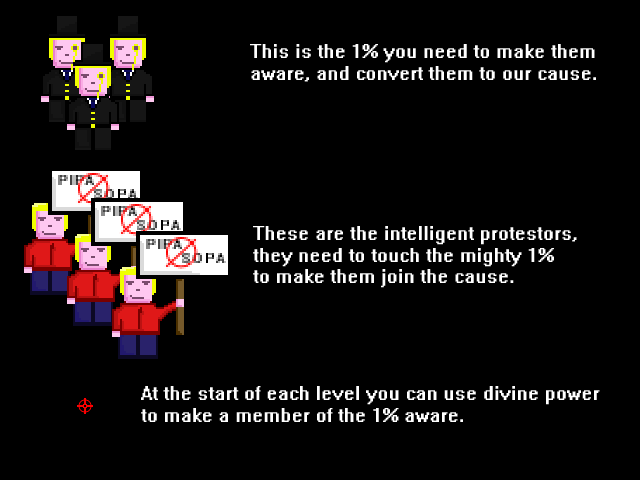 This is the 1% you need to make them
aware, and convert them to our cause.
PIPA
SOPA
PIPA
SOPA
PIPA
SOPA
These are the intelligent protestors,
they need to touch the mighty 1%
to make them join the cause.
At the start of each level you can use divine power
to make a member of the 1% aware.